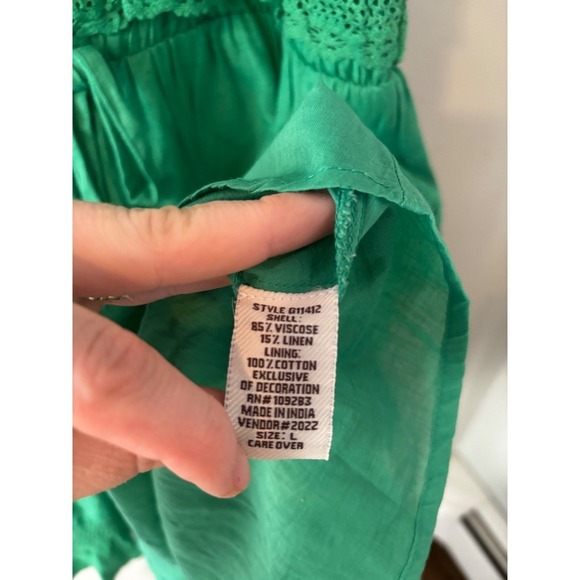 STYLE G11412
SHELL:
85% VISCOSE
15% LINEN
LINING:
100% COTTON
EXCLUSIVE
OF DECORATION
RN# 109283
MADE IN INDIA
VENDOR#2022
SIZE: L
CARE OVER